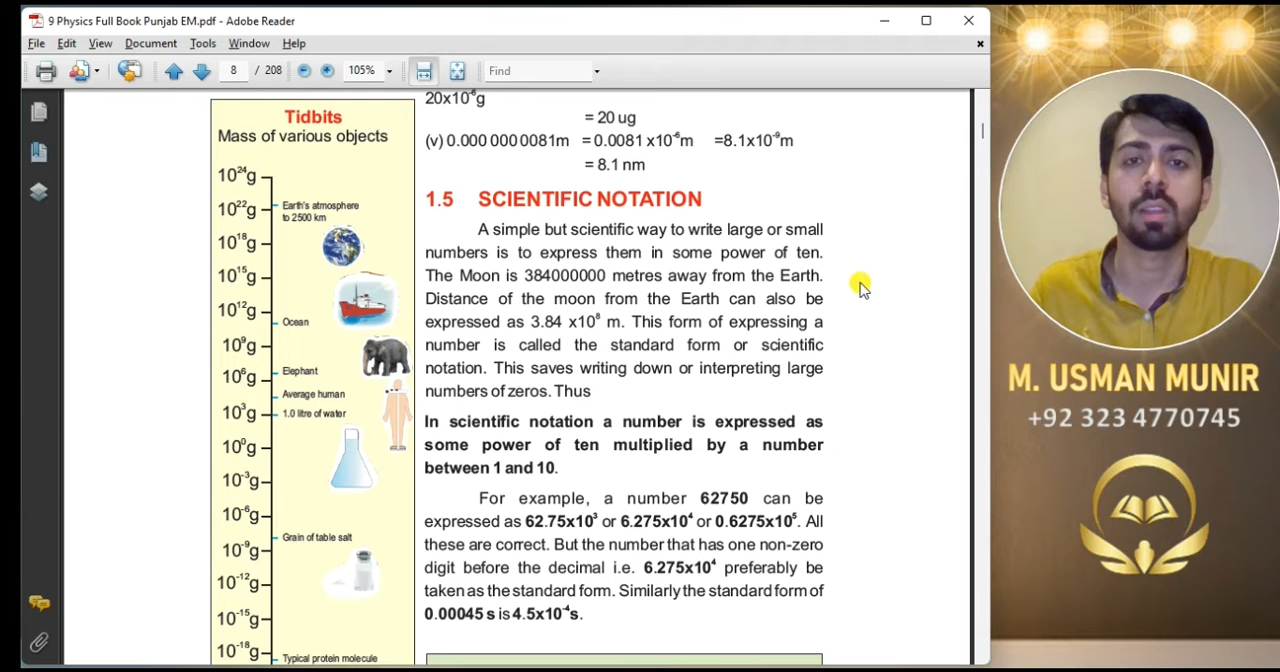 9 Physics Full Book Punjab EM.pdf - Adobe Reader
File Edit View Document Tools Window Help
8 / 208 105% Find
Tidbits
Mass of various objects
10²⁴g
Earth's atmosphere
to 2500 km
10²²g
10¹⁸g
10¹⁵g
10¹²g
Ocean
10⁹g
Elephant
10⁶g
Average human
10³g
1.0 litre of water
10⁰g
10⁻³g
10⁻⁶g
Grain of table salt
10⁻⁹g
10⁻¹²g
10⁻¹⁵g
10⁻¹⁸g
Typical protein molecule
20x10⁻⁶g
= 20 ug
(v) 0.000 000 0081m = 0.0081 x10⁻⁶m =8.1x10⁻⁹m
= 8.1 nm
1.5 SCIENTIFIC NOTATION
A simple but scientific way to write large or small
numbers is to express them in some power of ten.
The Moon is 384000000 metres away from the Earth.
Distance of the moon from the Earth can also be
expressed as 3.84 x10⁸ m. This form of expressing a
number is called the standard form or scientific
notation. This saves writing down or interpreting large
numbers of zeros. Thus
In scientific notation a number is expressed as
some power of ten multiplied by a number
between 1 and 10.
For example, a number 62750 can be
expressed as 62.75x10³ or 6.275x10⁴ or 0.6275x10⁵. All
these are correct. But the number that has one non-zero
digit before the decimal i.e. 6.275x10⁴ preferably be
taken as the standard form. Similarly the standard form of
0.00045 s is 4.5x10⁻⁴s.
M. USMAN MUNIR
+92 323 4770745